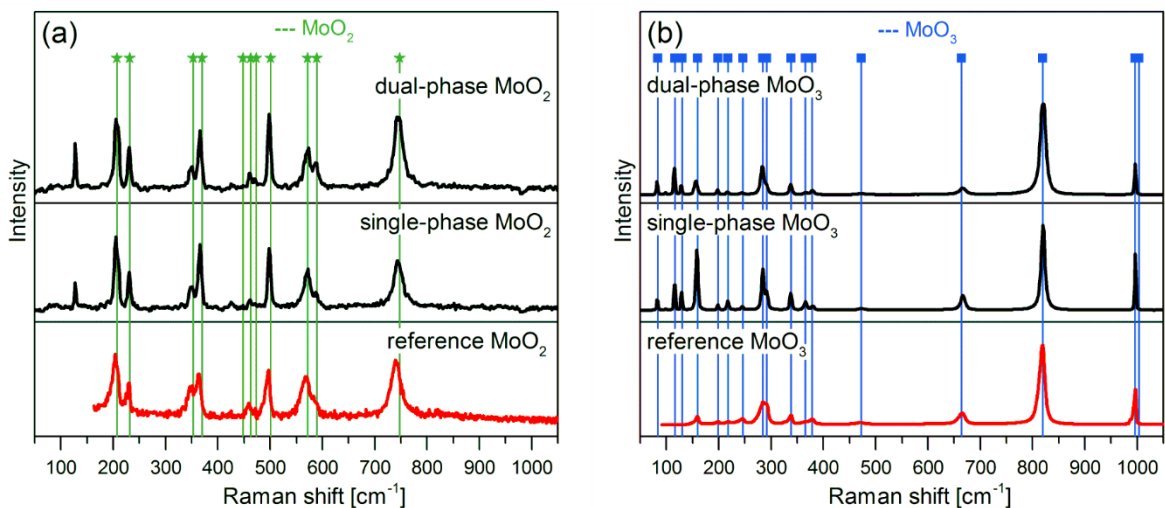 (a)
--- MoO₂
dual-phase MoO₂
single-phase MoO₂
reference MoO₂
Intensity
100 200 300 400 500 600 700 800 900 1000
Raman shift [cm⁻¹]
(b)
--- MoO₃
dual-phase MoO₃
single-phase MoO₃
reference MoO₃
Intensity
100 200 300 400 500 600 700 800 900 1000
Raman shift [cm⁻¹]